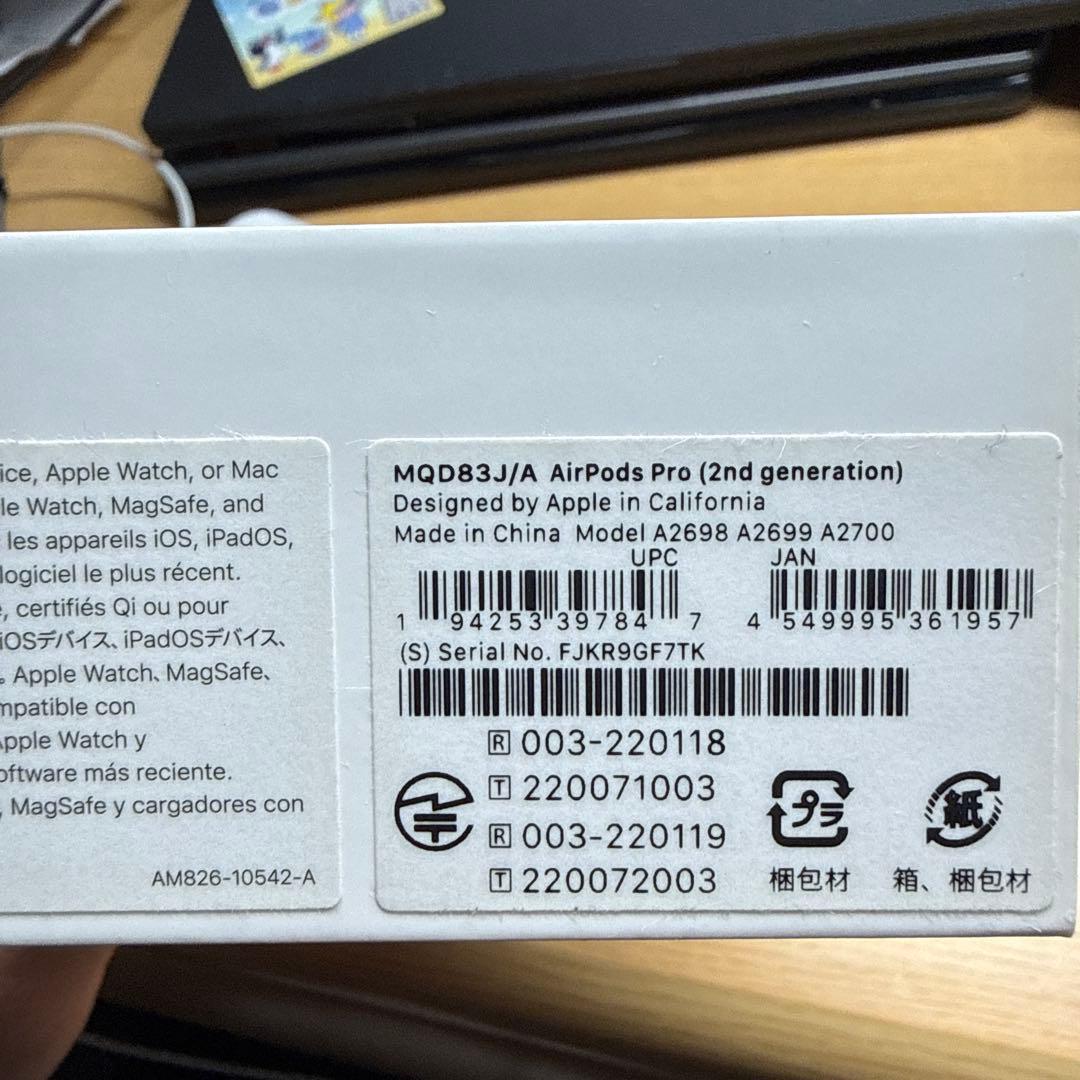 ice, Apple Watch, or Mac
le Watch, MagSafe, and
les appareils iOS, iPadOS,
logiciel le plus récent.
, certifiés Qi ou pour
iOSデバイス、iPadOSデバイス、
。Apple Watch、MagSafe、
mpatible con
Apple Watch y
oftware más reciente.
, MagSafe y cargadores con
AM826-10542-A
MQD83J/A AirPods Pro (2nd generation)
Designed by Apple in California
Made in China Model A2698 A2699 A2700
UPC
JAN
1 94253 39784 7
4 549995 361957
(S) Serial No. FJKR9GF7TK
R 003-220118
T 220071003
R 003-220119
T 220072003
プラ
紙
梱包材
箱、梱包材